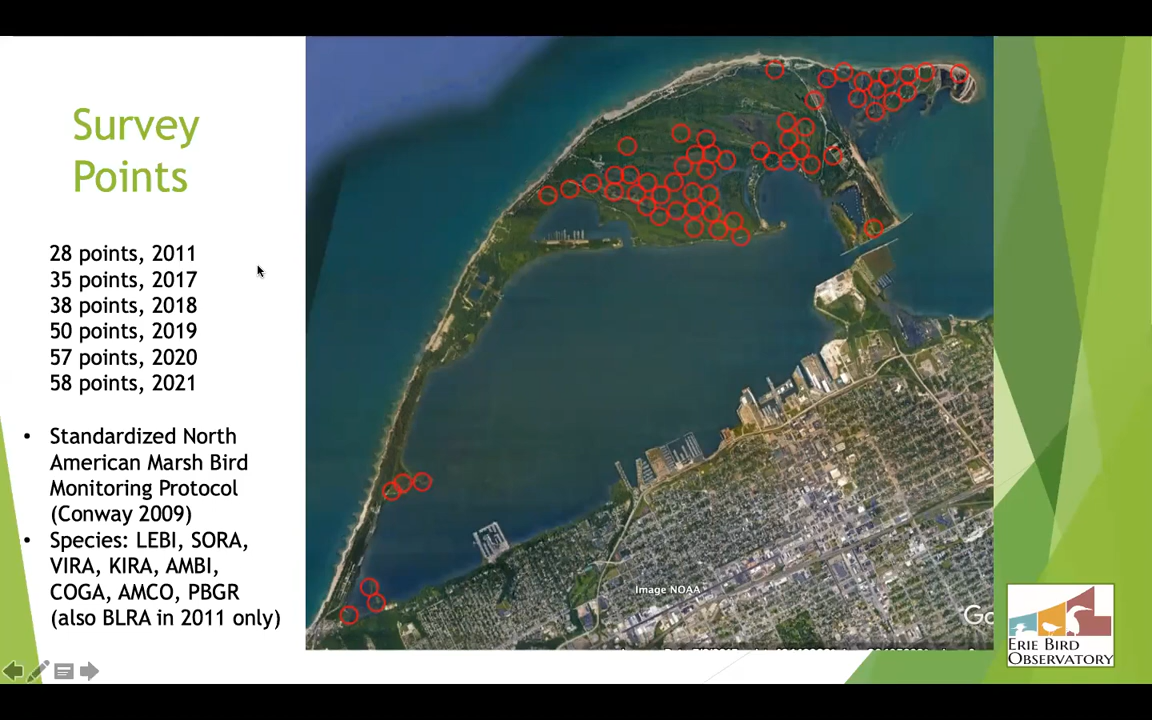 Survey
Points
28 points, 2011
35 points, 2017
38 points, 2018
50 points, 2019
57 points, 2020
58 points, 2021
• Standardized North
American Marsh Bird
Monitoring Protocol
(Conway 2009)
• Species: LEBI, SORA,
VIRA, KIRA, AMBI,
COGA, AMCO, PBGR
(also BLRA in 2011 only)
Image NOAA
Go
ERIE BIRD
OBSERVATORY